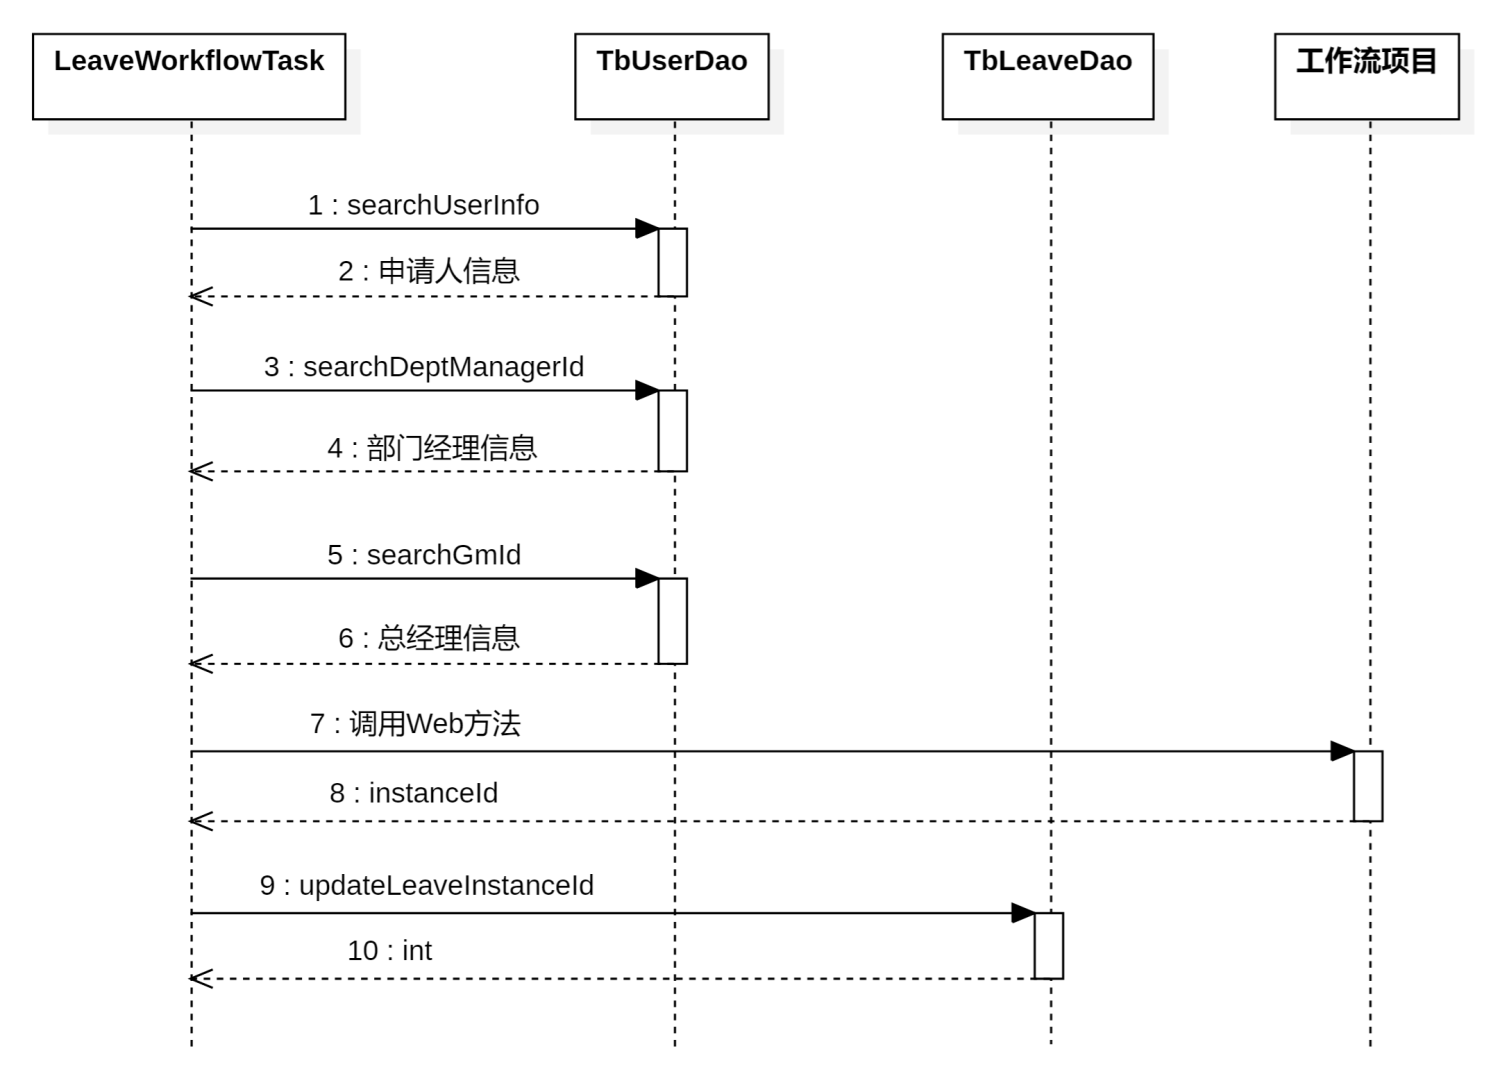 LeaveWorkflowTask
TbUserDao
TbLeaveDao
工作流项目
1 : searchUserInfo
2 : 申请人信息
3 : searchDeptManagerId
4 : 部门经理信息
5 : searchGmId
6 : 总经理信息
7 : 调用Web方法
8 : instanceId
9 : updateLeaveInstanceId
10 : int